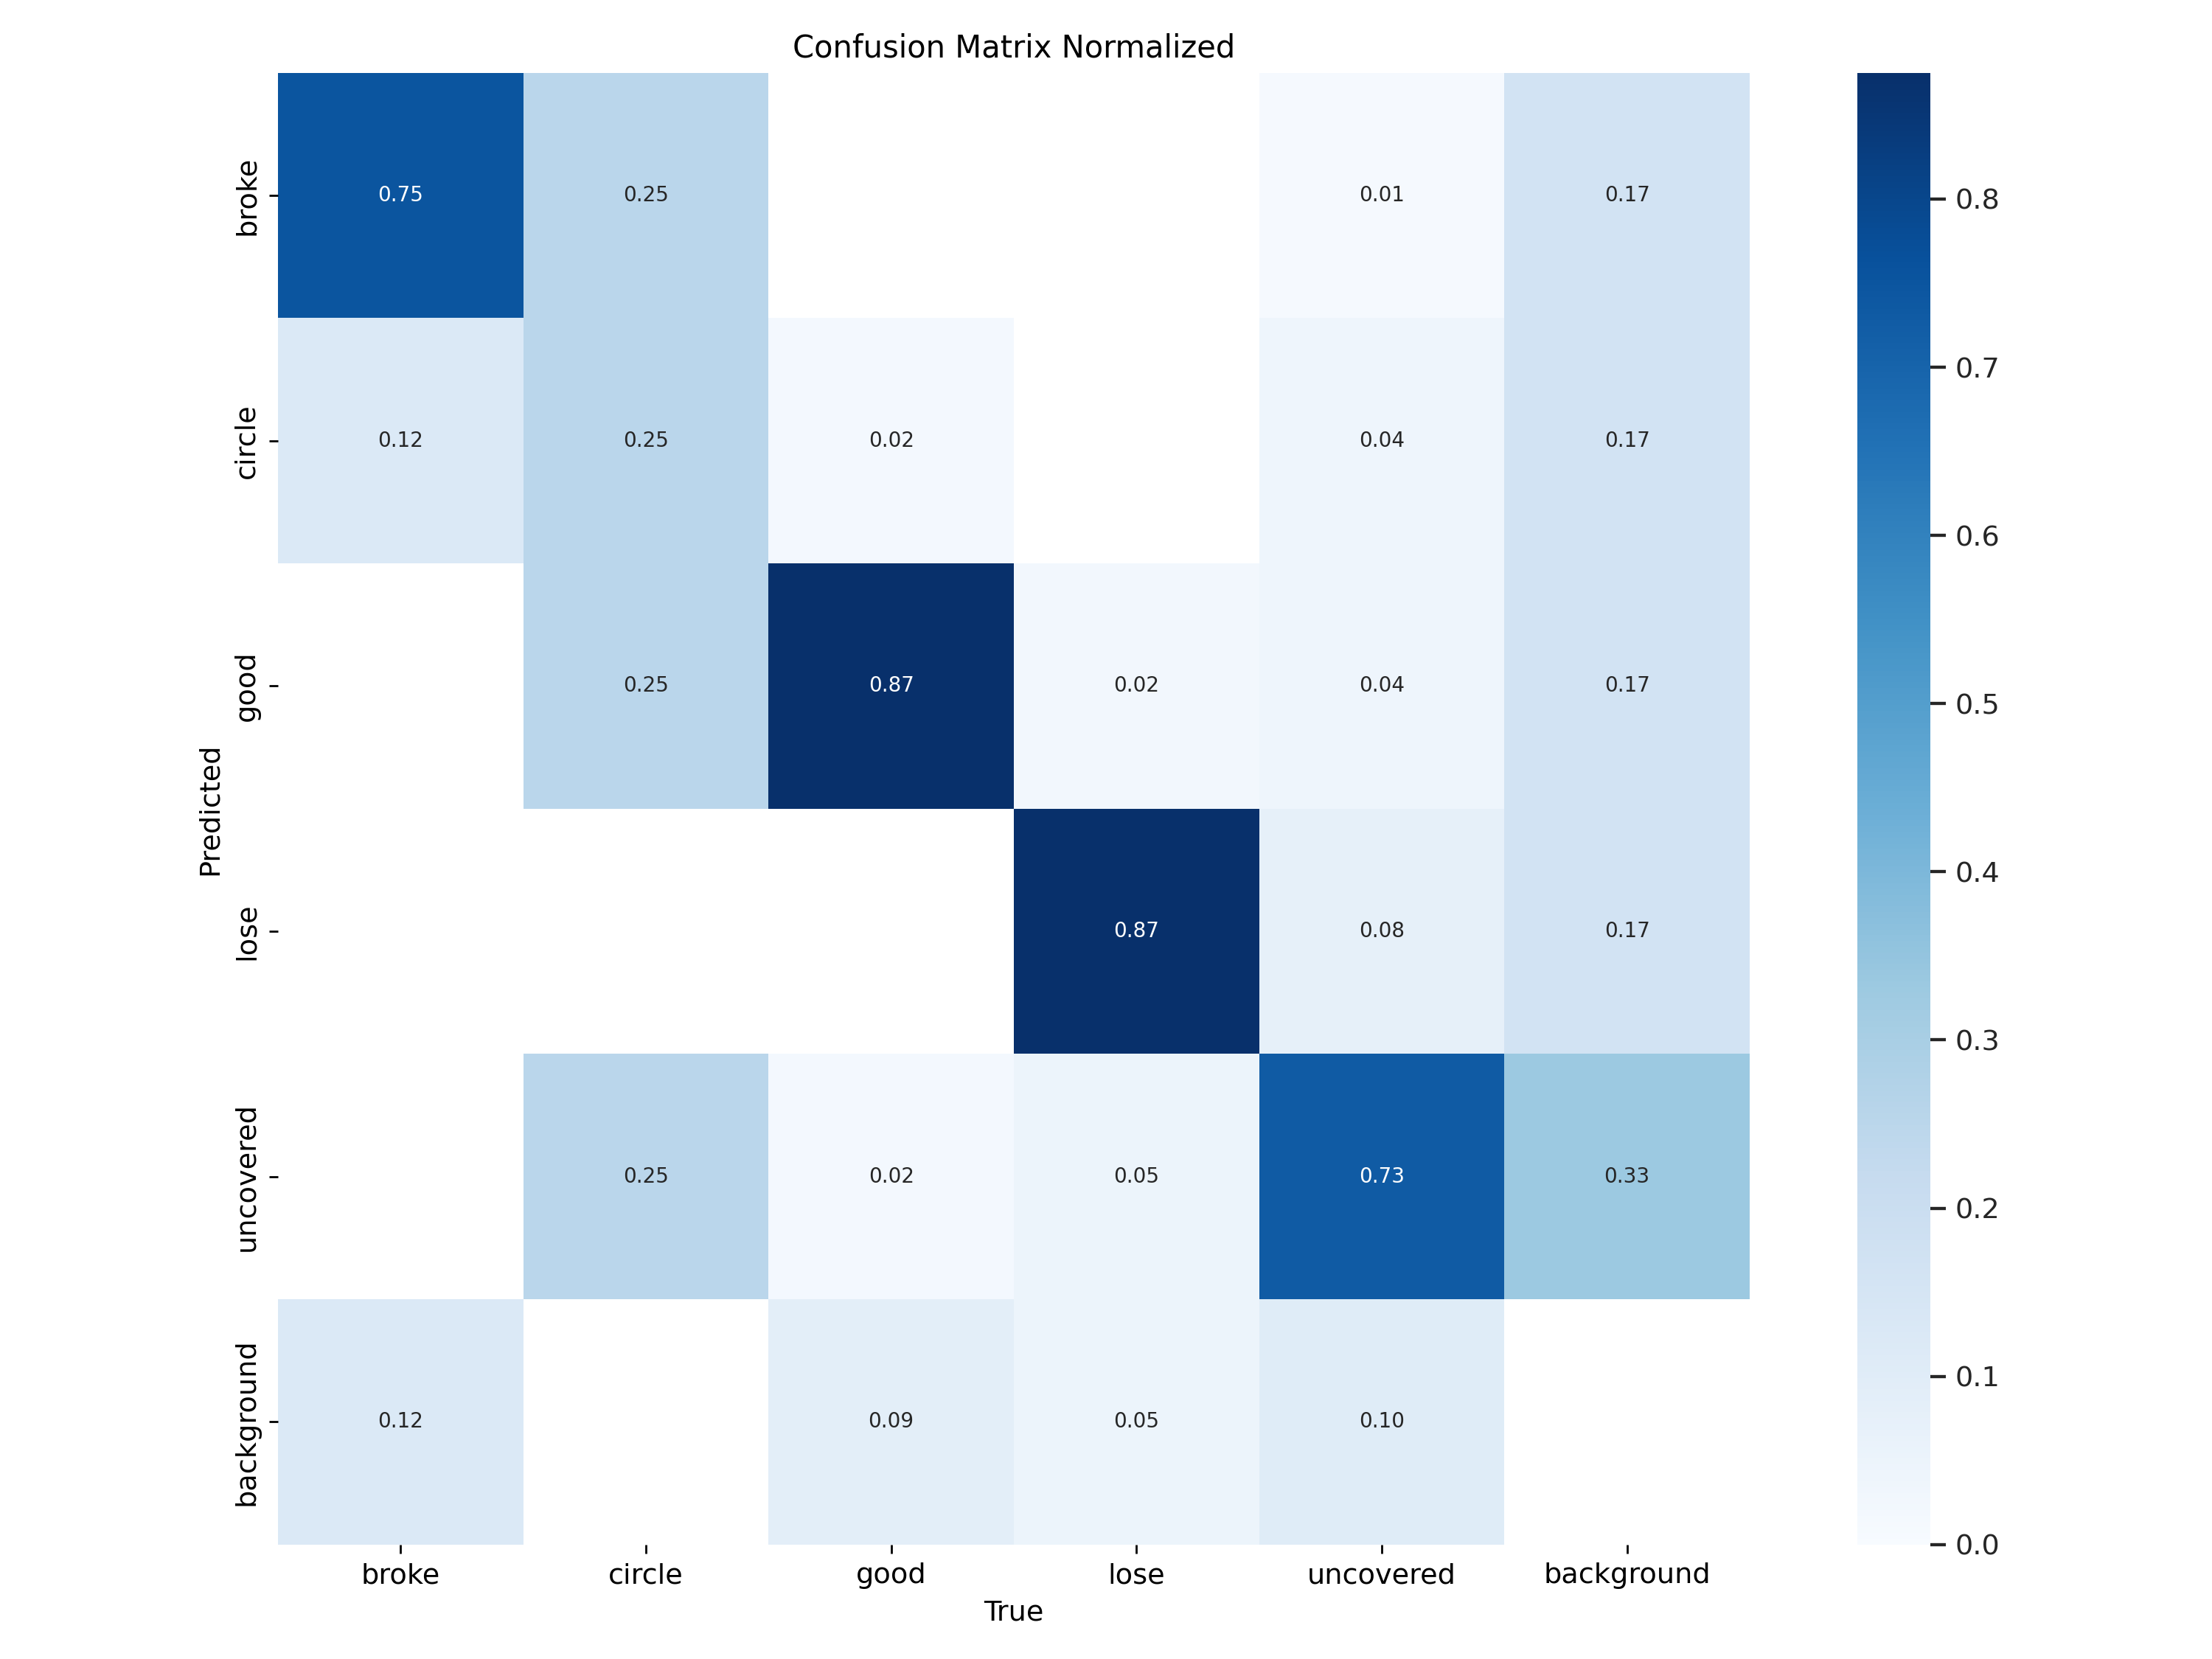 Confusion Matrix Normalized
broke 0.75 0.25 0.01 0.17
circle 0.12 0.25 0.02 0.04 0.17
good 0.25 0.87 0.02 0.04 0.17
lose 0.87 0.08 0.17
uncovered 0.25 0.02 0.05 0.73 0.33
background 0.12 0.09 0.05 0.10
Predicted
broke circle good lose uncovered background
True
0.8
0.7
0.6
0.5
0.4
0.3
0.2
0.1
0.0